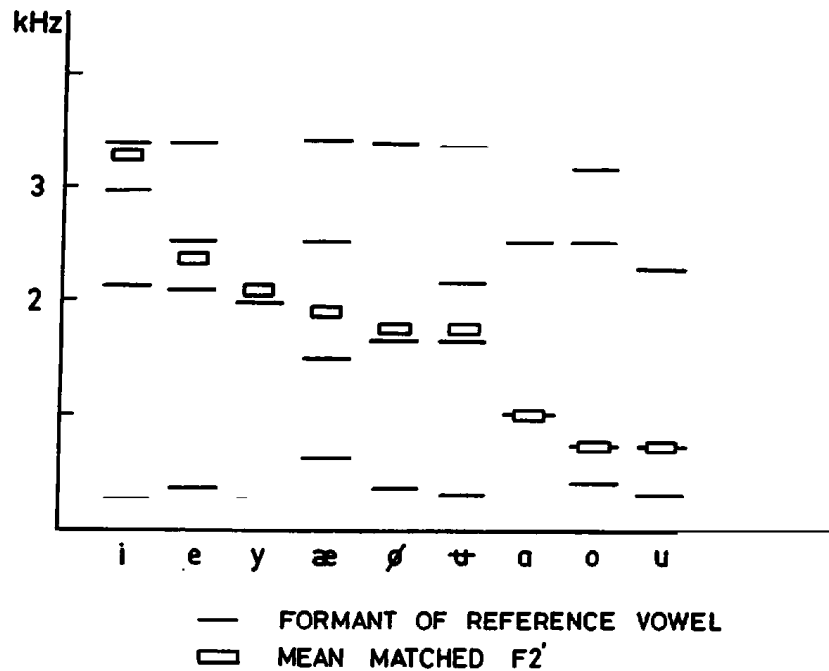 kHz
3
2
i e y æ ø ʉ ɑ o u
FORMANT OF REFERENCE VOWEL
MEAN MATCHED F2'